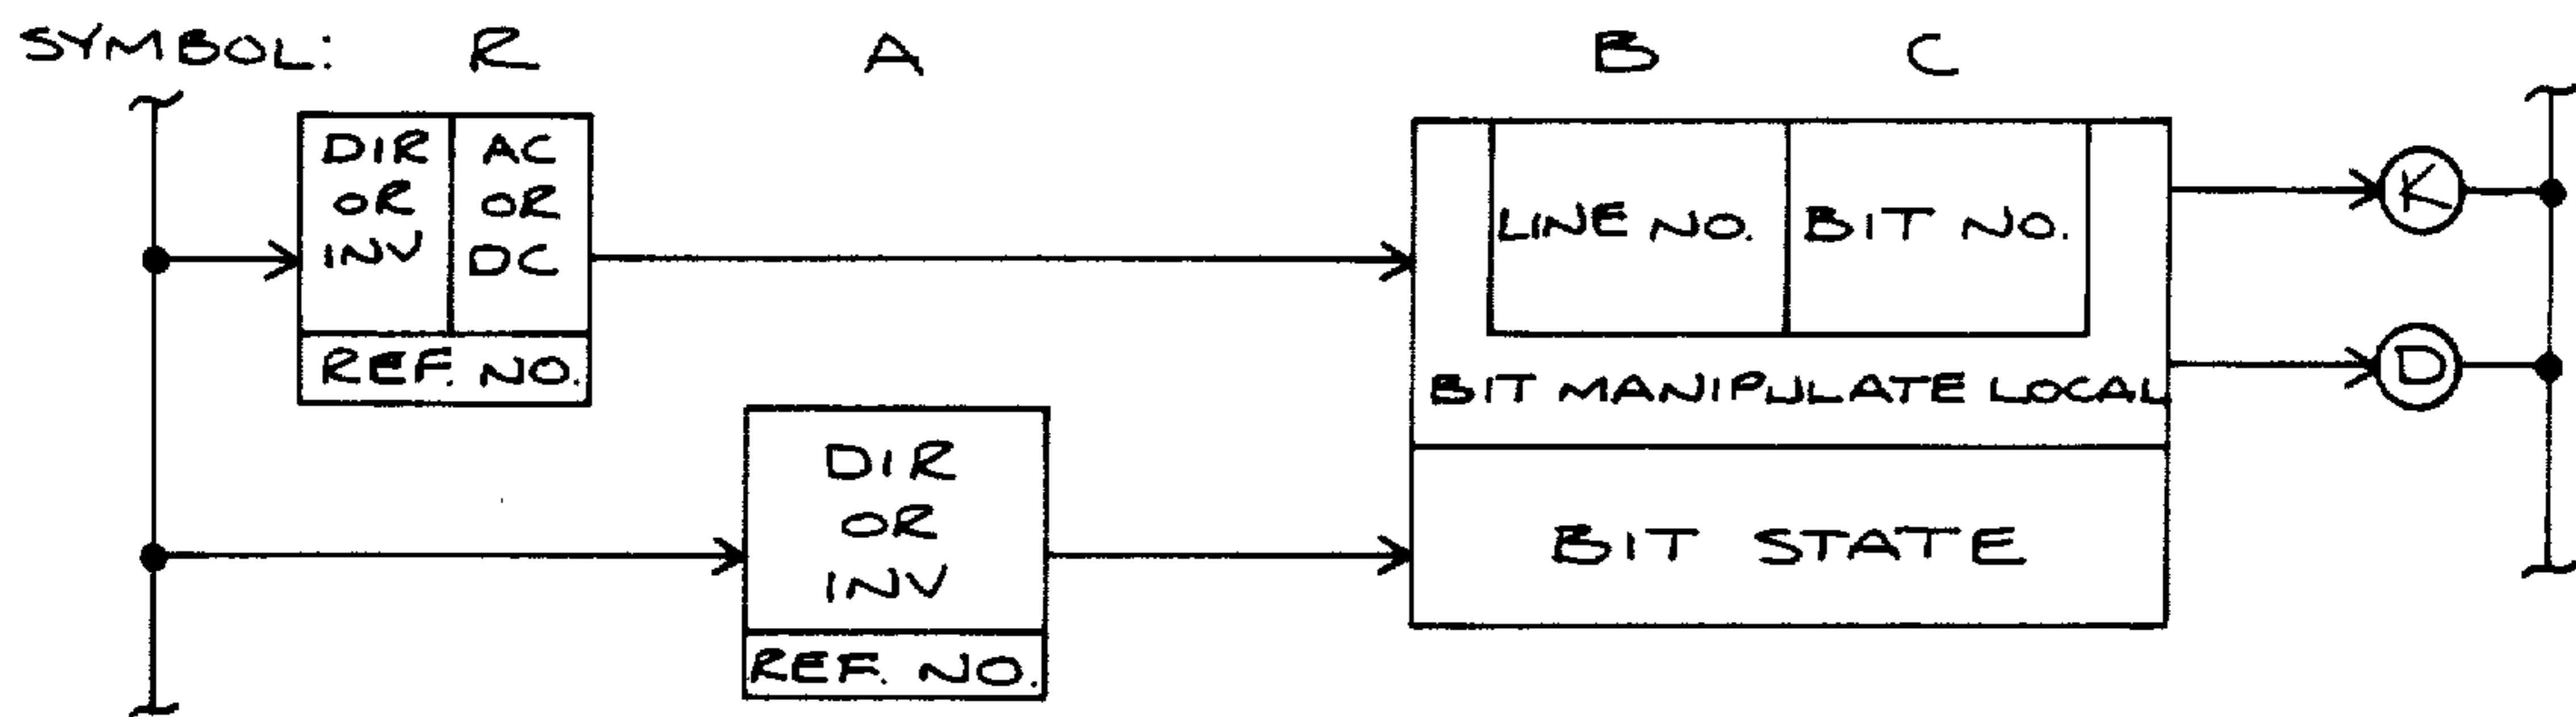 SYMBOL: R A B C
DIR
OR
INV
AC
OR
DC
REF. NO.
DIR
OR
INV
REF. NO.
LINE NO.
BIT NO.
BIT MANIPULATE LOCAL
BIT STATE
K
D